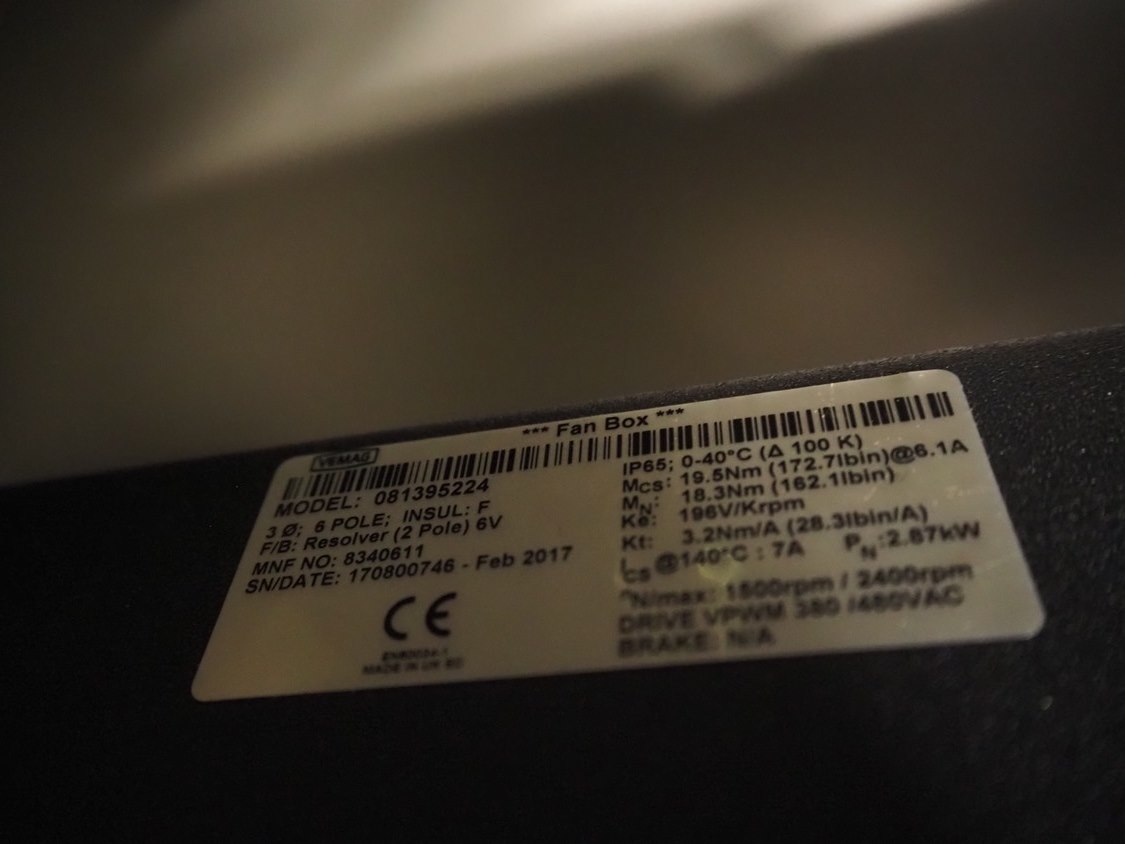 *** Fan Box ***
VEMAG
MODEL: 081395224
3 Ø; 6 POLE; INSUL: F
F/B: Resolver (2 Pole) 6V
MNF NO: 8340611
SN/DATE: 170800746 - Feb 2017
CE
EN60034-1
MADE IN UK EC
IP65; 0-40°C (Δ 100 K)
MCS: 19.5Nm (172.7lbin)@6.1A
MN: 18.3Nm (162.1lbin)
Ke: 196V/Krpm
Kt: 3.2Nm/A (28.3lbin/A)
ICS @140°C : 7A PN:2.87kW
N/max: 1500rpm / 2400rpm
DRIVE VPWM 380 /480VAC
BRAKE: N/A